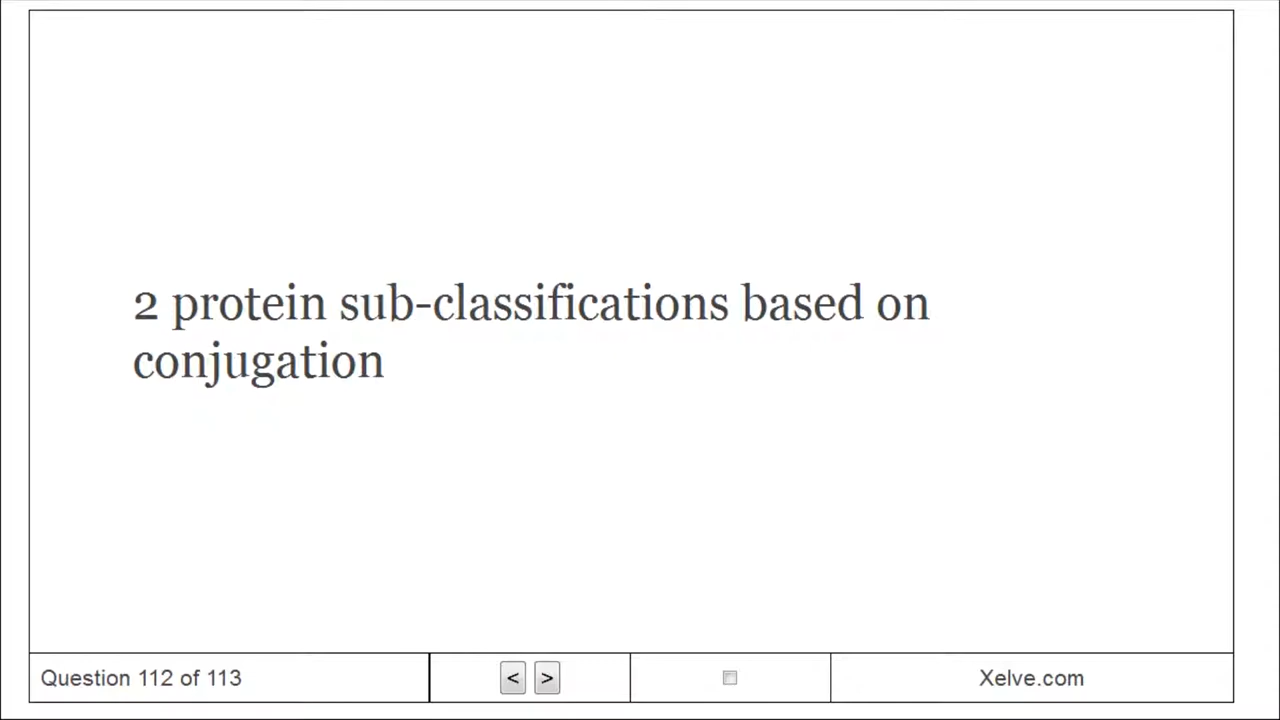 2 protein sub-classifications based on
conjugation
Question 112 of 113
< >
Xelve.com